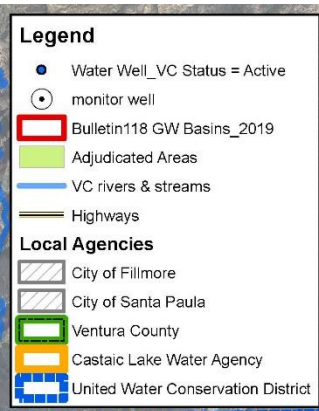 Legend
Water Well_VC Status = Active
monitor well
Bulletin118 GW Basins_2019
Adjudicated Areas
VC rivers & streams
Highways
Local Agencies
City of Fillmore
City of Santa Paula
Ventura County
Castaic Lake Water Agency
United Water Conservation District